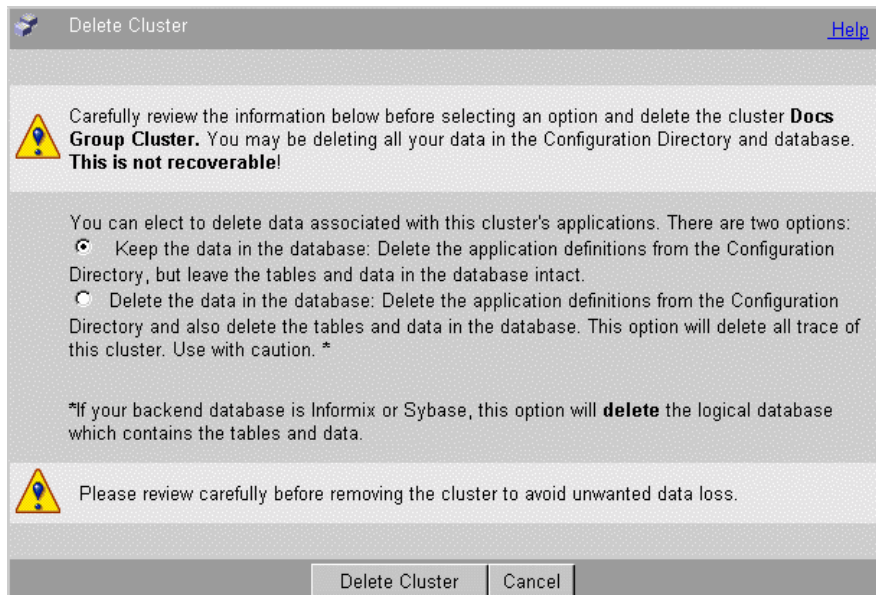 Delete Cluster
Help
Carefully review the information below before selecting an option and delete the cluster Docs
Group Cluster. You may be deleting all your data in the Configuration Directory and database.
This is not recoverable!
You can elect to delete data associated with this cluster's applications. There are two options:
Keep the data in the database: Delete the application definitions from the Configuration
Directory, but leave the tables and data in the database intact.
Delete the data in the database: Delete the application definitions from the Configuration
Directory and also delete the tables and data in the database. This option will delete all trace of
this cluster. Use with caution. *
*If your backend database is Informix or Sybase, this option will delete the logical database
which contains the tables and data.
Please review carefully before removing the cluster to avoid unwanted data loss.
Delete Cluster
Cancel